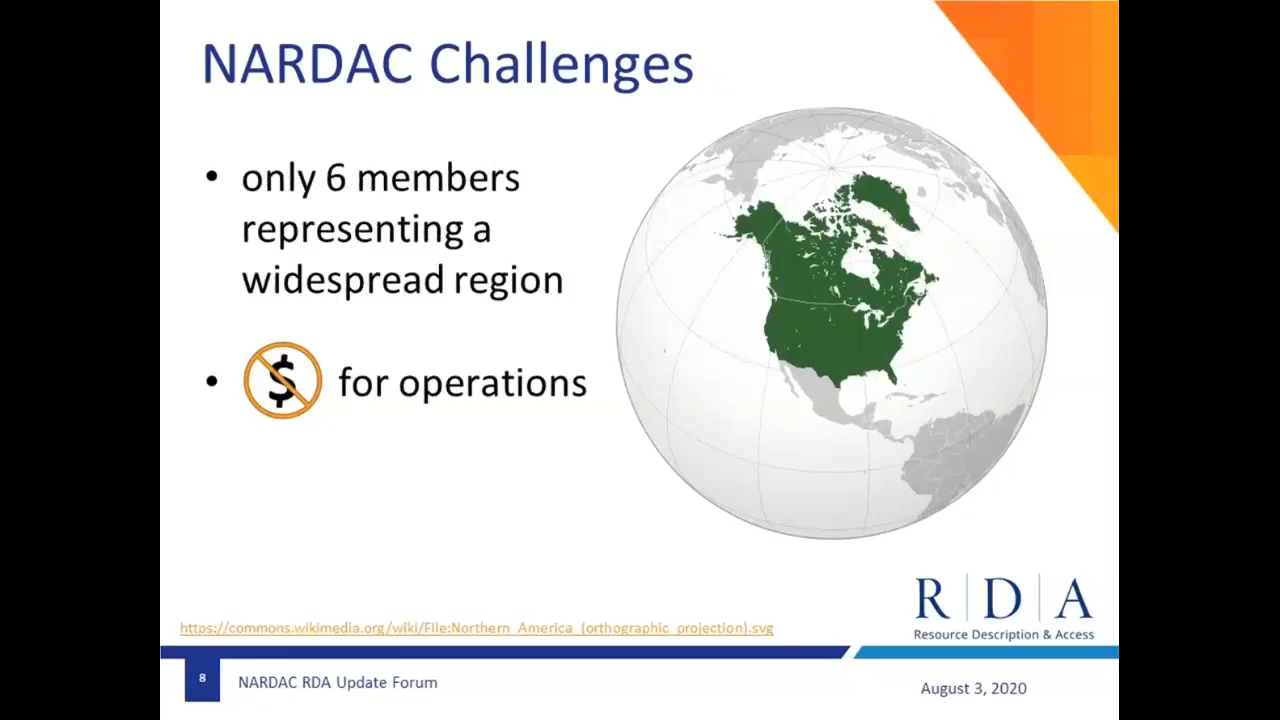 NARDAC Challenges
• only 6 members
representing a
widespread region
• $ for operations
https://commons.wikimedia.org/wiki/File:Northern_America_(orthographic_projection).svg
R|D|A
Resource Description & Access
8
NARDAC RDA Update Forum
August 3, 2020